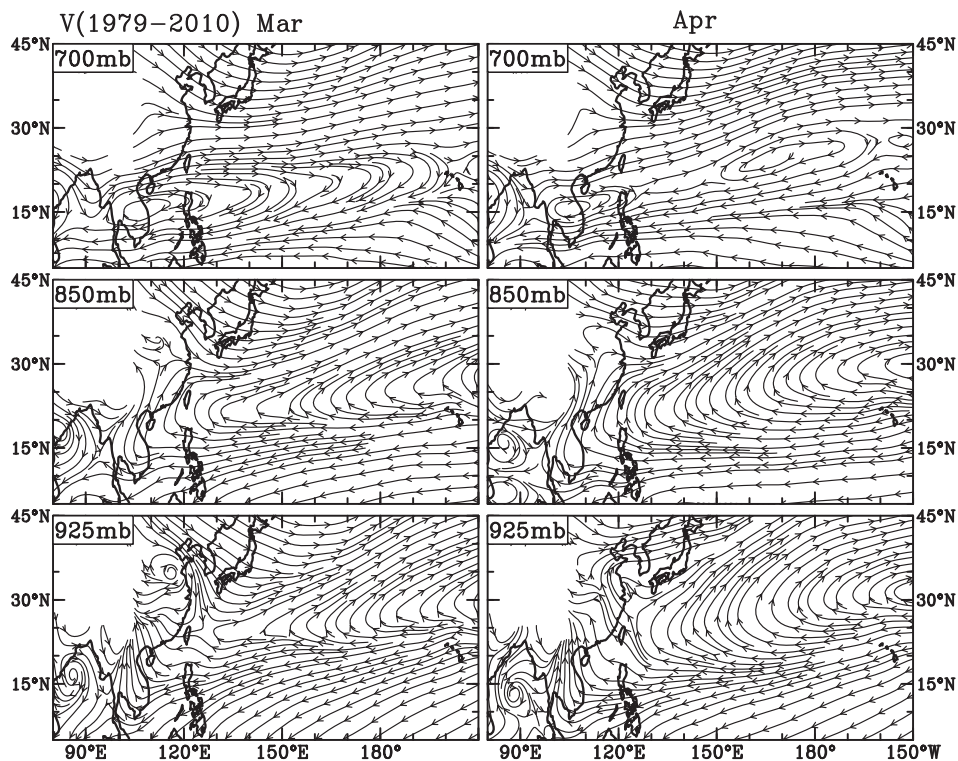 V(1979−2010) Mar Apr
45°N 700mb 700mb 45°N
30°N 30°N
15°N 15°N
45°N 850mb 850mb 45°N
30°N 30°N
15°N 15°N
45°N 925mb 925mb 45°N
30°N 30°N
15°N 15°N
90°E 120°E 150°E 180° 90°E 120°E 150°E 180° 150°W